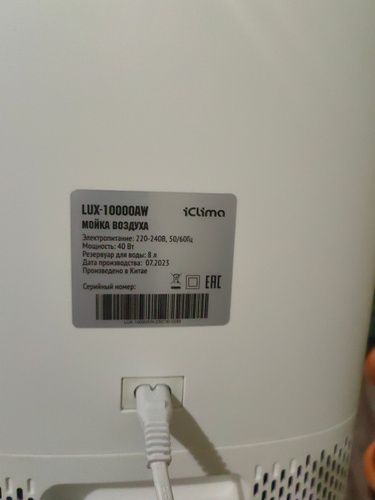 LUX-10000AW iClima
МОЙКА ВОЗДУХА
Электропитание: 220-240В, 50/60Гц
Мощность: 40 Вт
Резервуар для воды: 8 л
Дата производства: 07.2023
Произведено в Китае
Серийный номер:
EAC